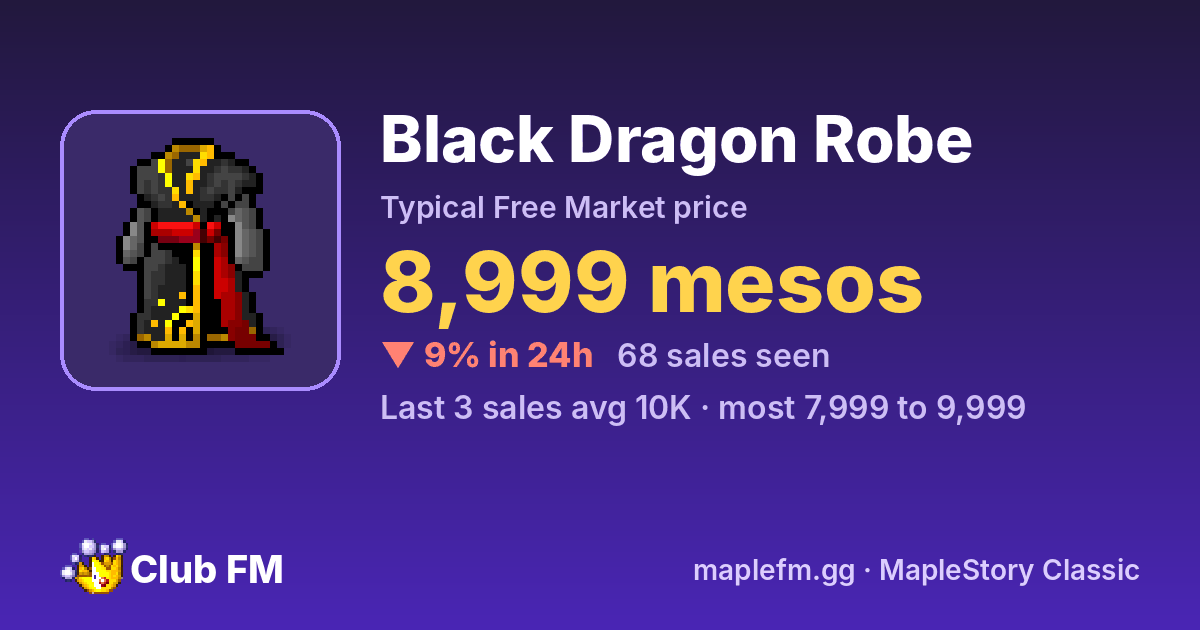 Black Dragon Robe
Typical Free Market price
8,999 mesos
▼ 9% in 24h 68 sales seen
Last 3 sales avg 10K · most 7,999 to 9,999
Club FM
maplefm.gg · MapleStory Classic